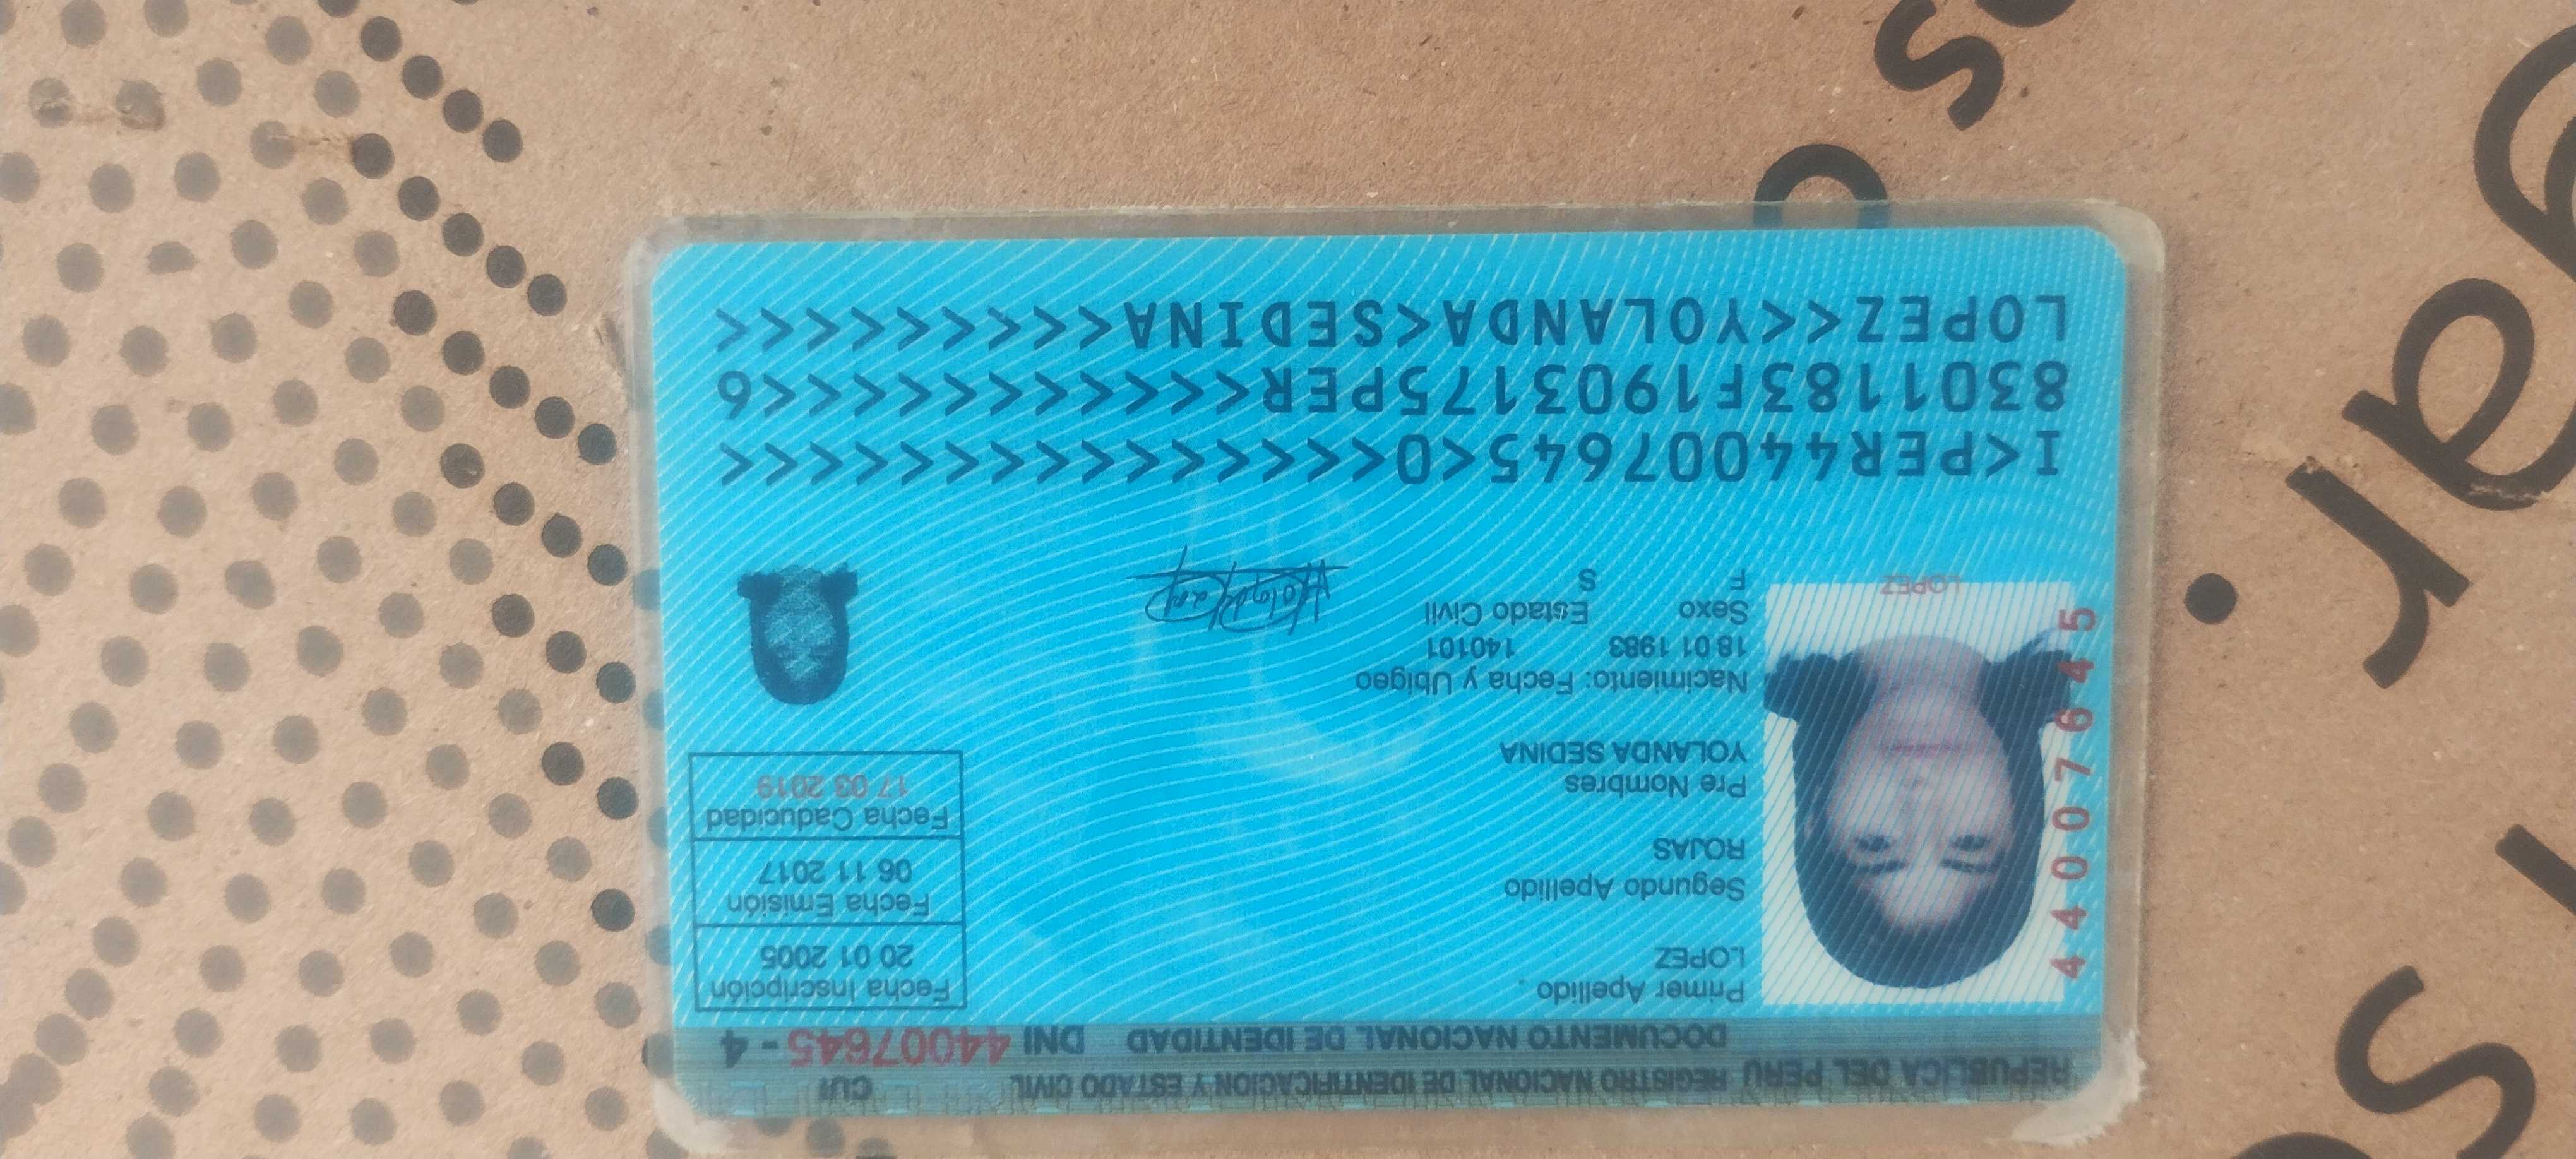 REPUBLICA DEL PERU REGISTRO NACIONAL DE IDENTIFICACION Y ESTADO CIVIL CUI
DOCUMENTO NACIONAL DE IDENTIDAD DNI 44007645 - 4
Primer Apellido
LOPEZ
Segundo Apellido
ROJAS
Pre Nombres
YOLANDA SEDINA
Nacimiento: Fecha y Ubigeo
18 01 1983 140101
Sexo Estado Civil
F S
Fecha Inscripción
20 01 2005
Fecha Emisión
06 11 2017
Fecha Caducidad
17 03 2019
44007645
LOPEZ
I<PER44007645<0<<<<<<<<<<<<<<<
8301183F1903175PER<<<<<<<<<<<6
LOPEZ<<YOLANDA<SEDINA<<<<<<<<<